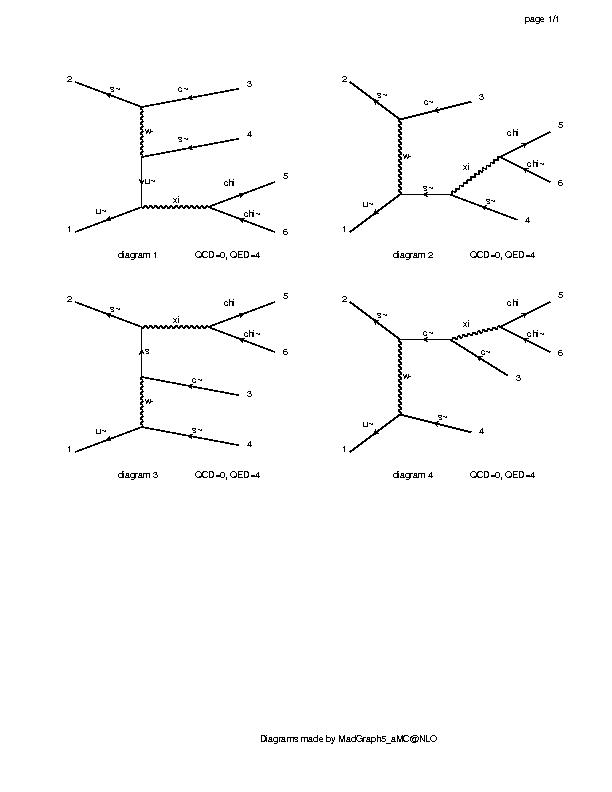 page 1/1
2
s~
c~
3
w-
s~
4
u~
chi
5
xi
u~
chi~
1
6
diagram 1
QCD=0, QED=4
2
s~
c~
3
chi
5
w-
xi
chi~
6
s~
u~
s~
4
1
diagram 2
QCD=0, QED=4
2
s~
xi
chi
5
chi~
s
6
c~
3
w-
u~
s~
1
4
diagram 3
QCD=0, QED=4
2
s~
xi
chi
5
c~
chi~
6
c~
w-
3
u~
s~
4
1
diagram 4
QCD=0, QED=4
Diagrams made by MadGraph5_aMC@NLO